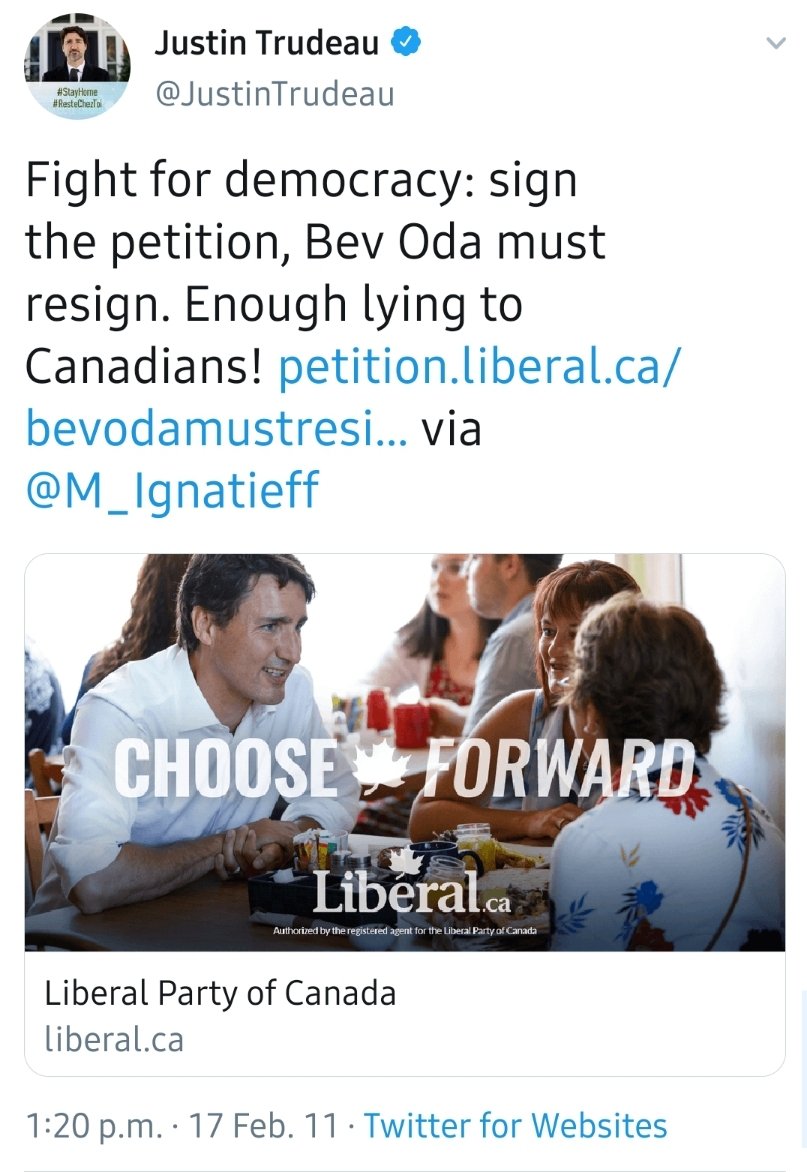 Justin Trudeau
@JustinTrudeau
#StayHome
#ResteChezToi
Fight for democracy: sign
the petition, Bev Oda must
resign. Enough lying to
Canadians! petition.liberal.ca/
bevodamustresi... via
@M_Ignatieff
CHOOSE FORWARD
Liberal.ca
Authorized by the registered agent for the Liberal Party of Canada
Liberal Party of Canada
liberal.ca
1:20 p.m. · 17 Feb. 11 · Twitter for Websites